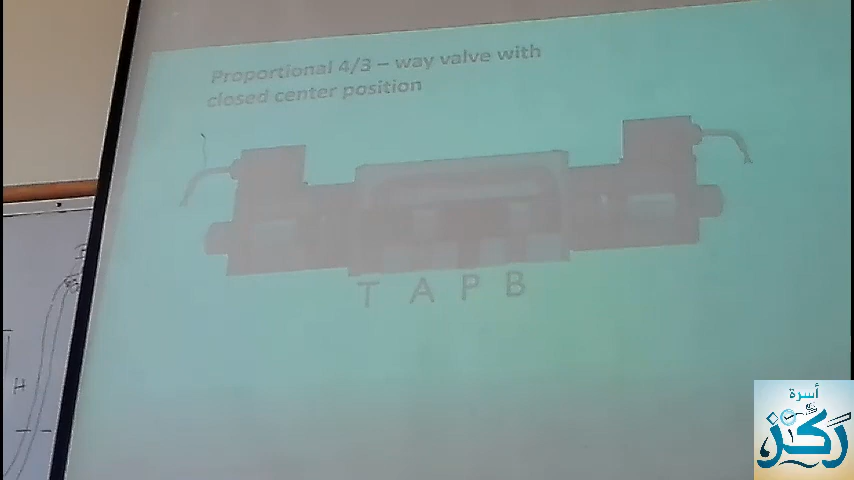 Proportional 4/3 – way valve with
closed center position
T A P B
H
أسرة
ركز